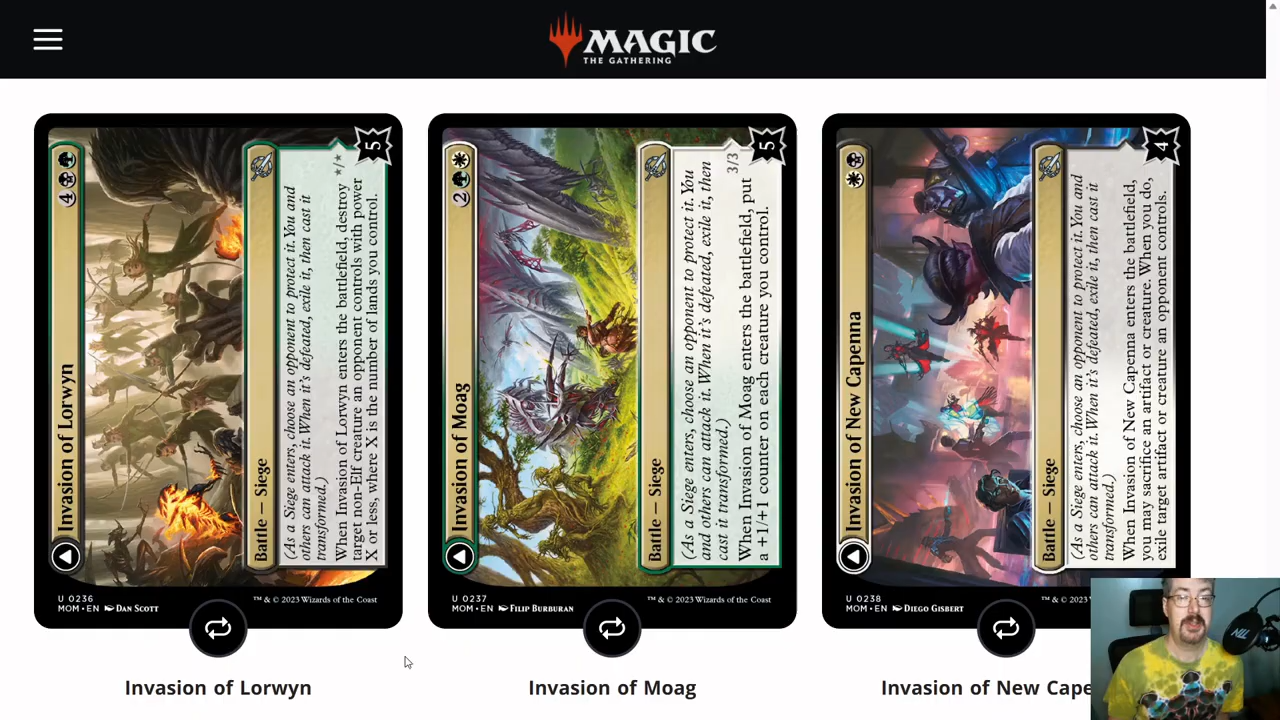 MAGIC
THE GATHERING
Invasion of Lorwyn
4
Battle — Siege
(As a Siege enters, choose an opponent to protect it. You and
others can attack it. When it's defeated, exile it, then cast it
transformed.)
When Invasion of Lorwyn enters the battlefield, destroy
target non-Elf creature an opponent controls with power
X or less, where X is the number of lands you control.
*/*
5
U 0236
MOM • EN DAN SCOTT
™ & © 2023 Wizards of the Coast
Invasion of Lorwyn
Invasion of Moag
2
Battle — Siege
(As a Siege enters, choose an opponent to protect it. You
and others can attack it. When it's defeated, exile it, then
cast it transformed.)
When Invasion of Moag enters the battlefield, put
a +1/+1 counter on each creature you control.
3/3
5
U 0237
MOM • EN FILIP BURBURAN
™ & © 2023 Wizards of the Coast
Invasion of Moag
Invasion of New Capenna
Battle — Siege
(As a Siege enters, choose an opponent to protect it. You and
others can attack it. When it's defeated, exile it, then cast it
transformed.)
When Invasion of New Capenna enters the battlefield,
you may sacrifice an artifact or creature. When you do,
exile target artifact or creature an opponent controls.
4
U 0238
MOM • EN DIEGO GISBERT
™ & © 2023 W
Invasion of New Cape